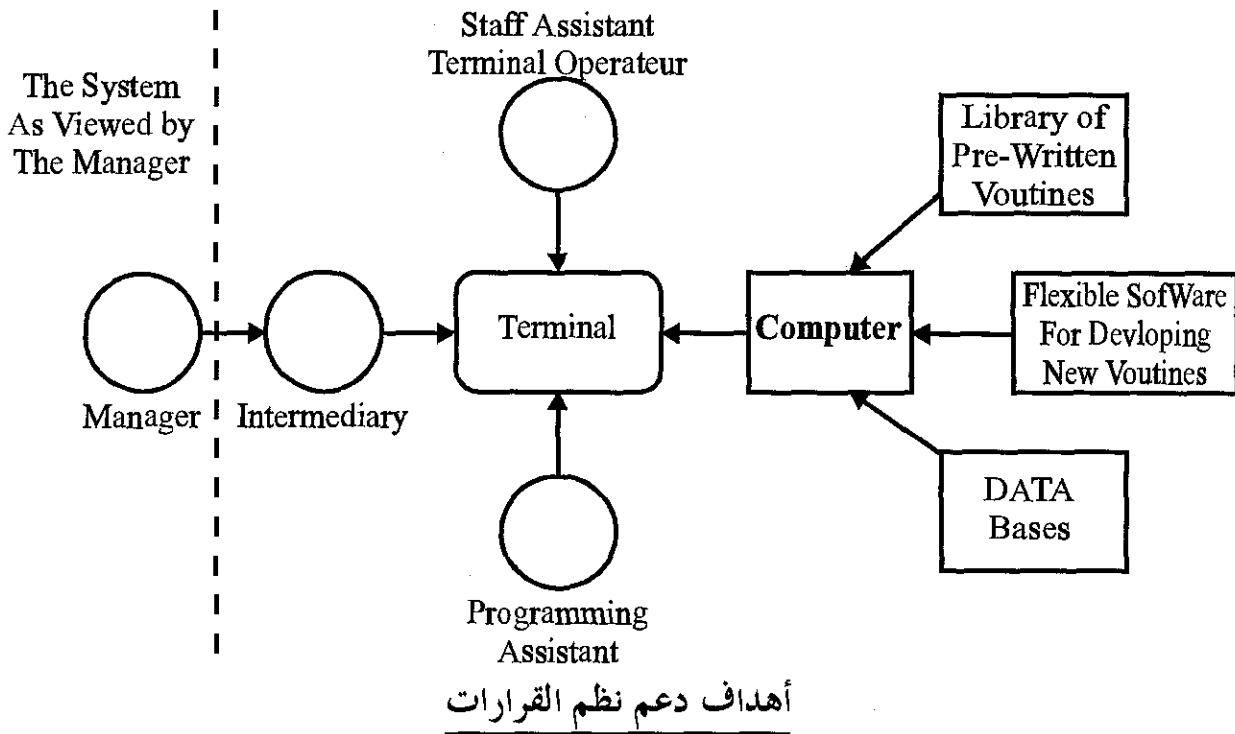 Staff Assistant
Terminal Operateur
The System
As Viewed by
The Manager
Library of
Pre-Written
Voutines
Terminal
Computer
Flexible SofWare
For Devloping
New Voutines
Manager
Intermediary
DATA
Bases
Programming
Assistant
أهداف دعم نظم القرارات